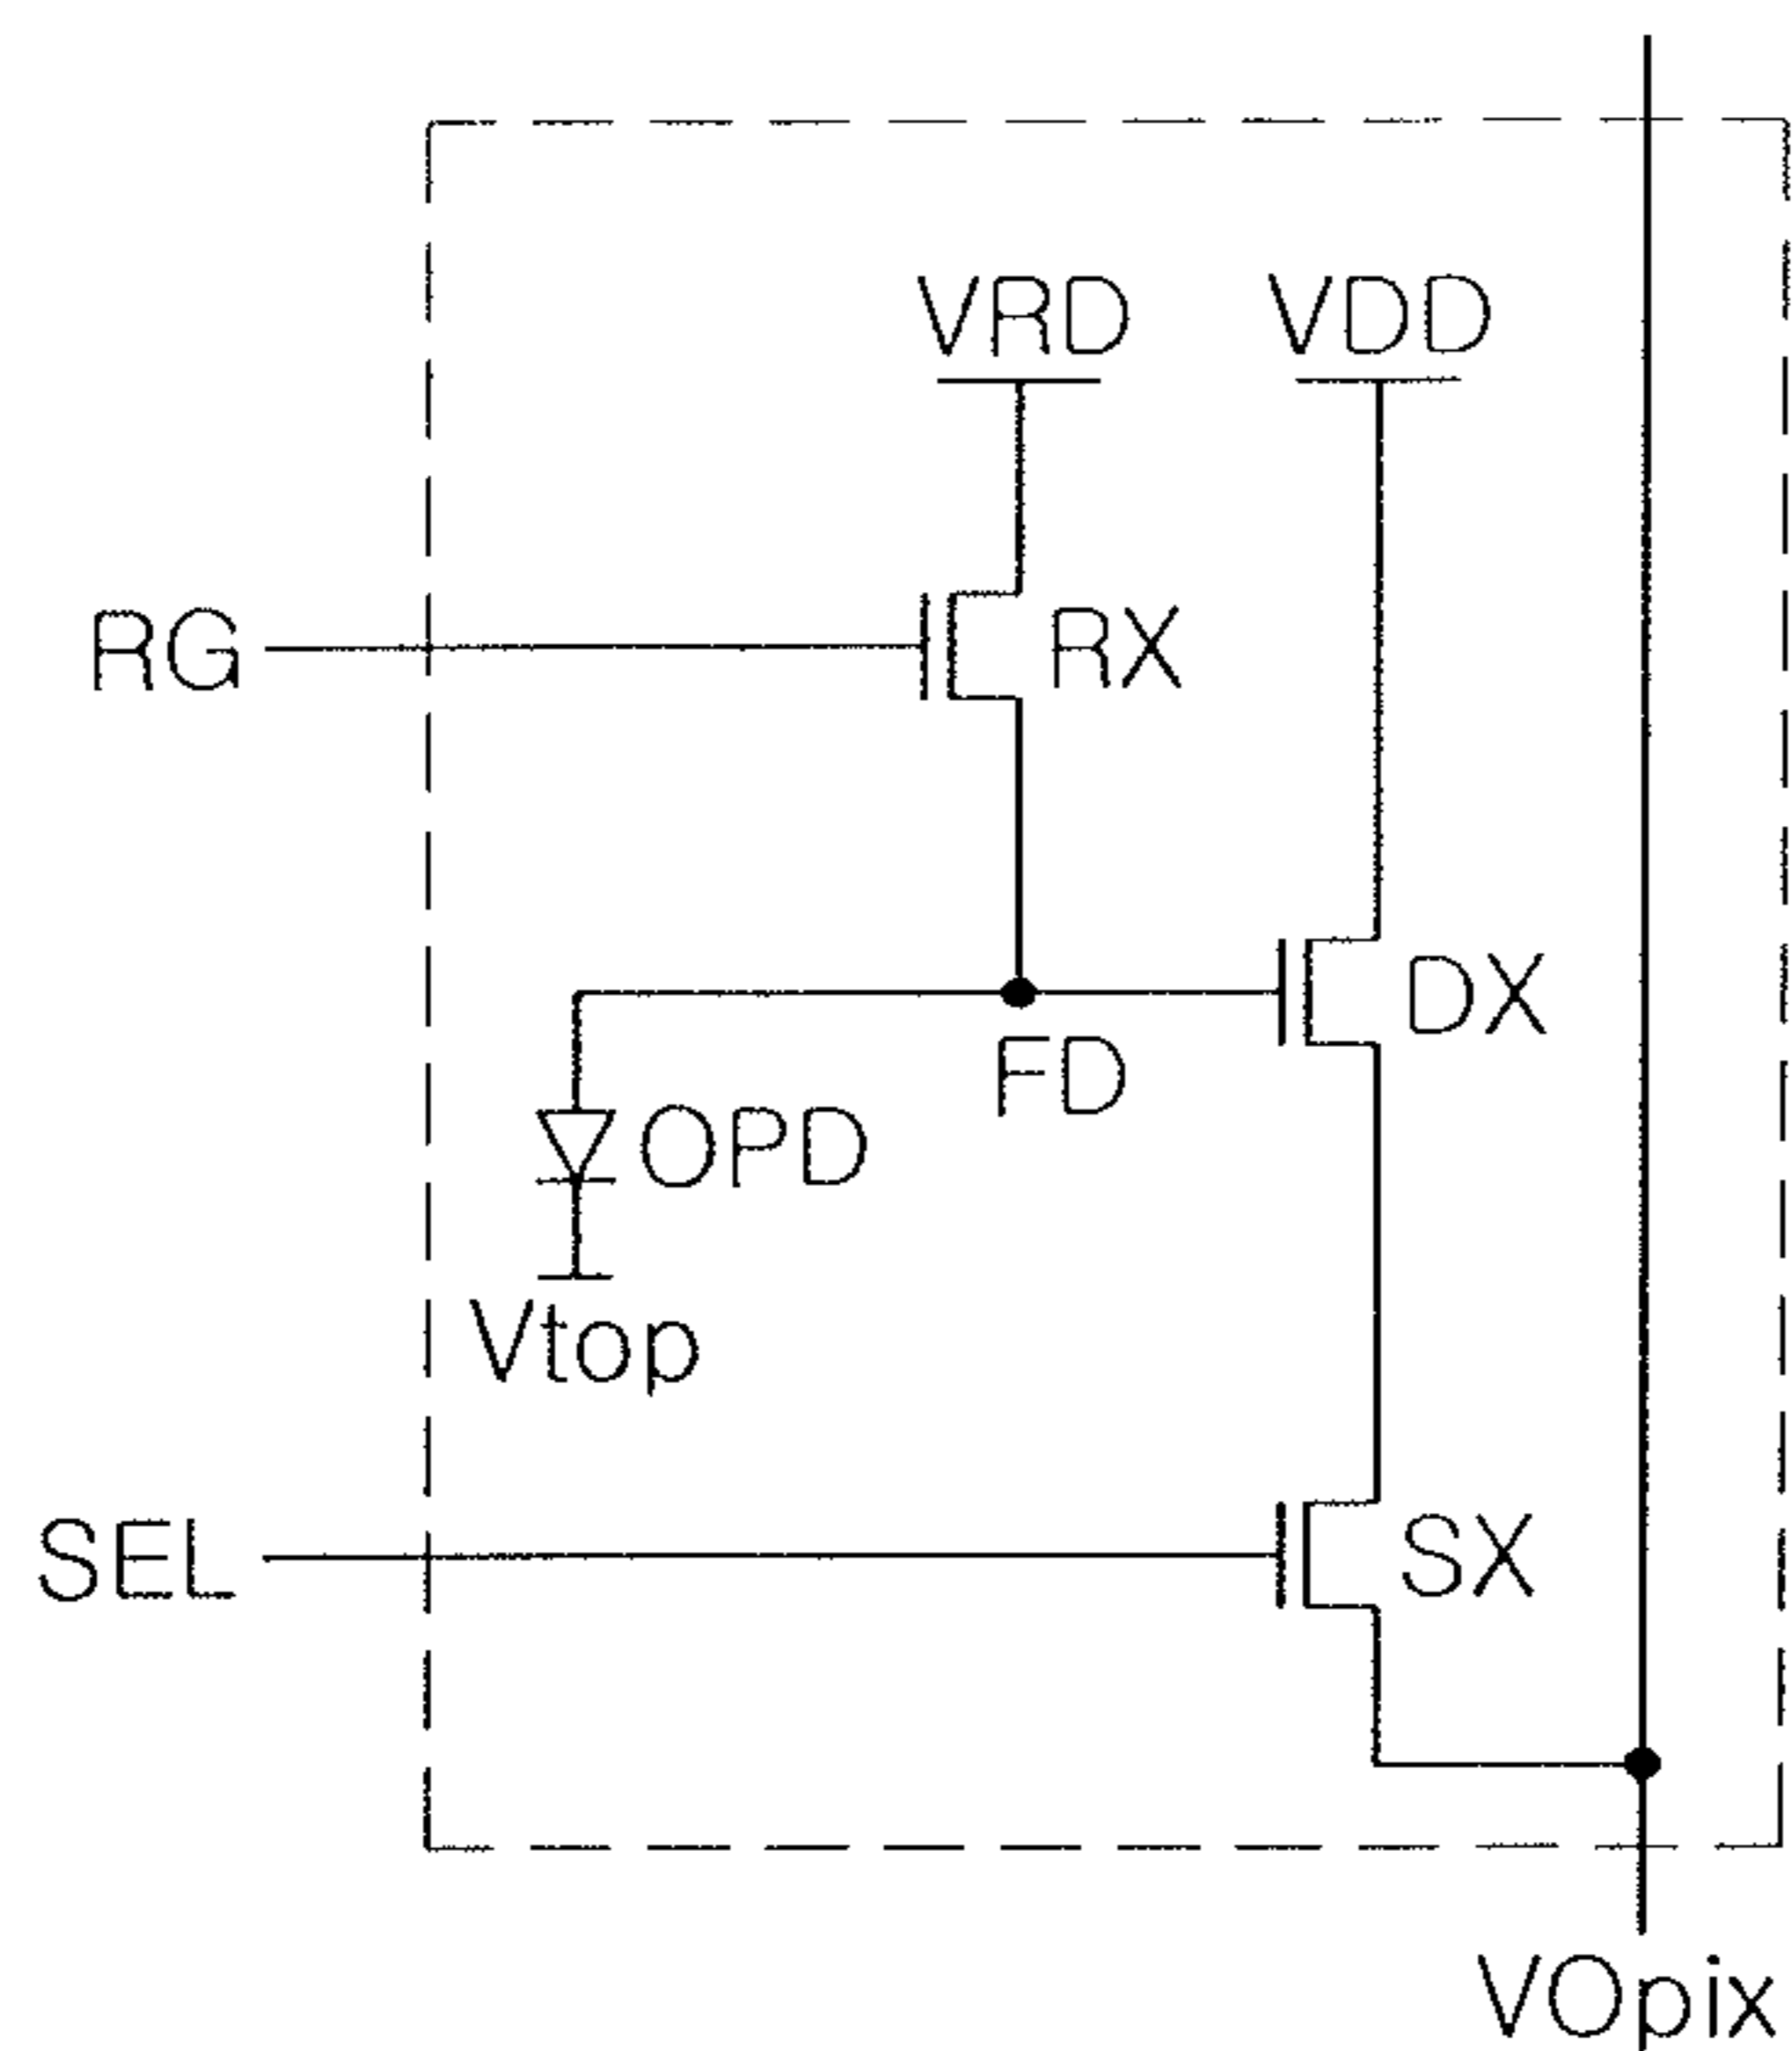 VRD VDD
RG
RX
DX
FD
OPD
Vtop
SEL
SX
VOpix